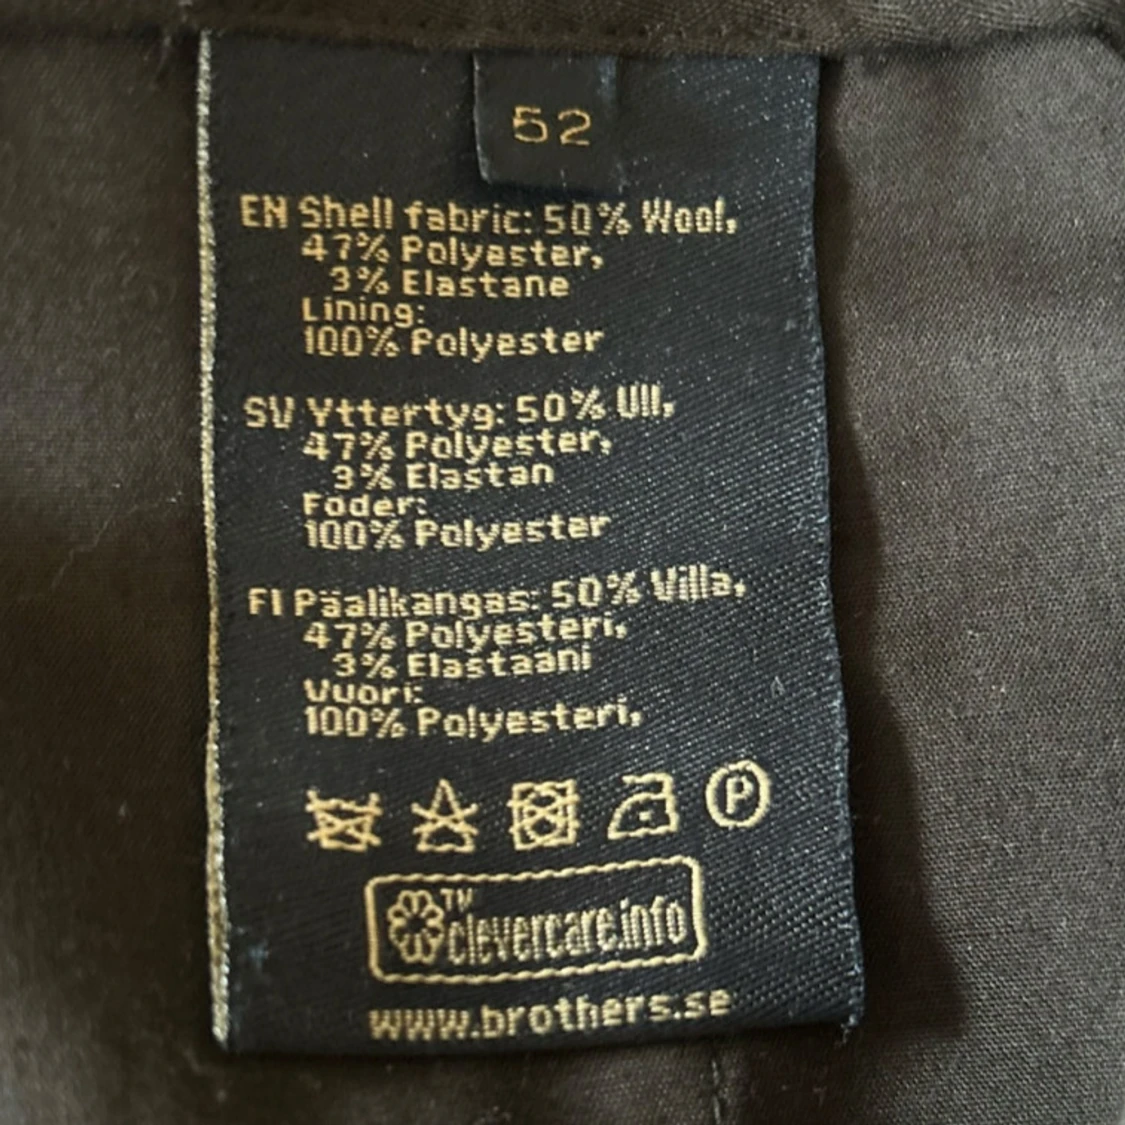 52
EN Shell fabric: 50% Wool,
47% Polyester,
3% Elastane
Lining:
100% Polyester
SV Yttertyg: 50% Ull,
47% Polyester,
3% Elastan
Foder:
100% Polyester
FI Päälikangas: 50% Villa,
47% Polyesteri,
3% Elastaani
Vuori:
100% Polyesteri,
P
TM
clevercare.info
www.brothers.se